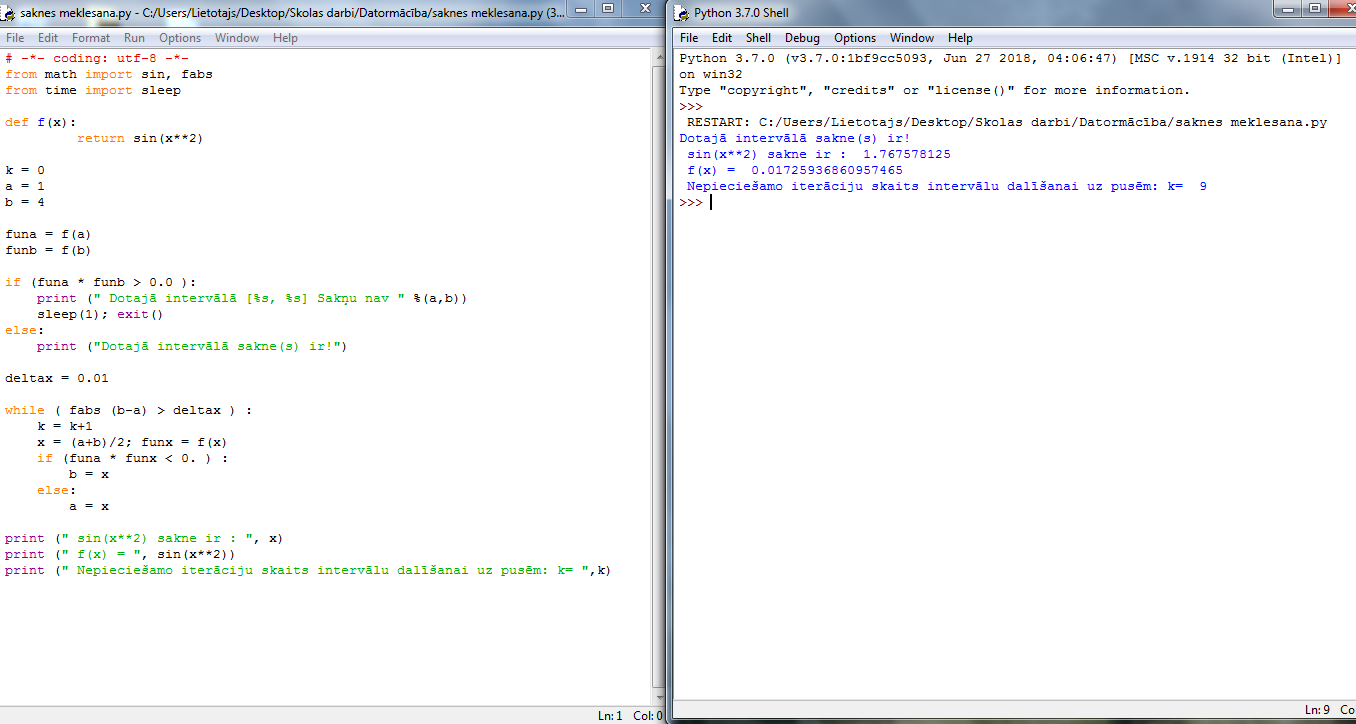 saknes meklesana.py - C:/Users/Lietotajs/Desktop/Skolas darbi/Datormācība/saknes meklesana.py (3...
File Edit Format Run Options Window Help
# -*- coding: utf-8 -*-
from math import sin, fabs
from time import sleep
def f(x):
         return sin(x**2)
k = 0
a = 1
b = 4
funa = f(a)
funb = f(b)
if (funa * funb > 0.0 ):
    print (" Dotajā intervālā [%s, %s] Sakņu nav " %(a,b))
    sleep(1); exit()
else:
    print ("Dotajā intervālā sakne(s) ir!")
deltax = 0.01
while ( fabs (b-a) > deltax ) :
    k = k+1
    x = (a+b)/2; funx = f(x)
    if (funa * funx < 0. ) :
        b = x
    else:
        a = x
print (" sin(x**2) sakne ir : ", x)
print (" f(x) = ", sin(x**2))
print (" Nepieciešamo iterāciju skaits intervālu dalīšanai uz pusēm: k= ",k)
Ln: 1 Col: 0
Python 3.7.0 Shell
File Edit Shell Debug Options Window Help
Python 3.7.0 (v3.7.0:1bf9cc5093, Jun 27 2018, 04:06:47) [MSC v.1914 32 bit (Intel)]
on win32
Type "copyright", "credits" or "license()" for more information.
>>>
 RESTART: C:/Users/Lietotajs/Desktop/Skolas darbi/Datormācība/saknes meklesana.py
Dotajā intervālā sakne(s) ir!
 sin(x**2) sakne ir :  1.767578125
 f(x) =  0.01725936860957465
 Nepieciešamo iterāciju skaits intervālu dalīšanai uz pusēm: k=  9
>>>
Ln: 9 Co